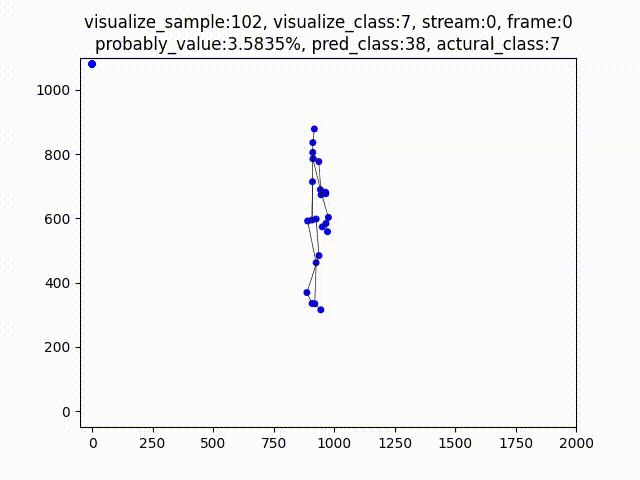 visualize_sample:102, visualize_class:7, stream:0, frame:0
probably_value:3.5835%, pred_class:38, actural_class:7
1000
800
600
400
200
0
0 250 500 750 1000 1250 1500 1750 2000